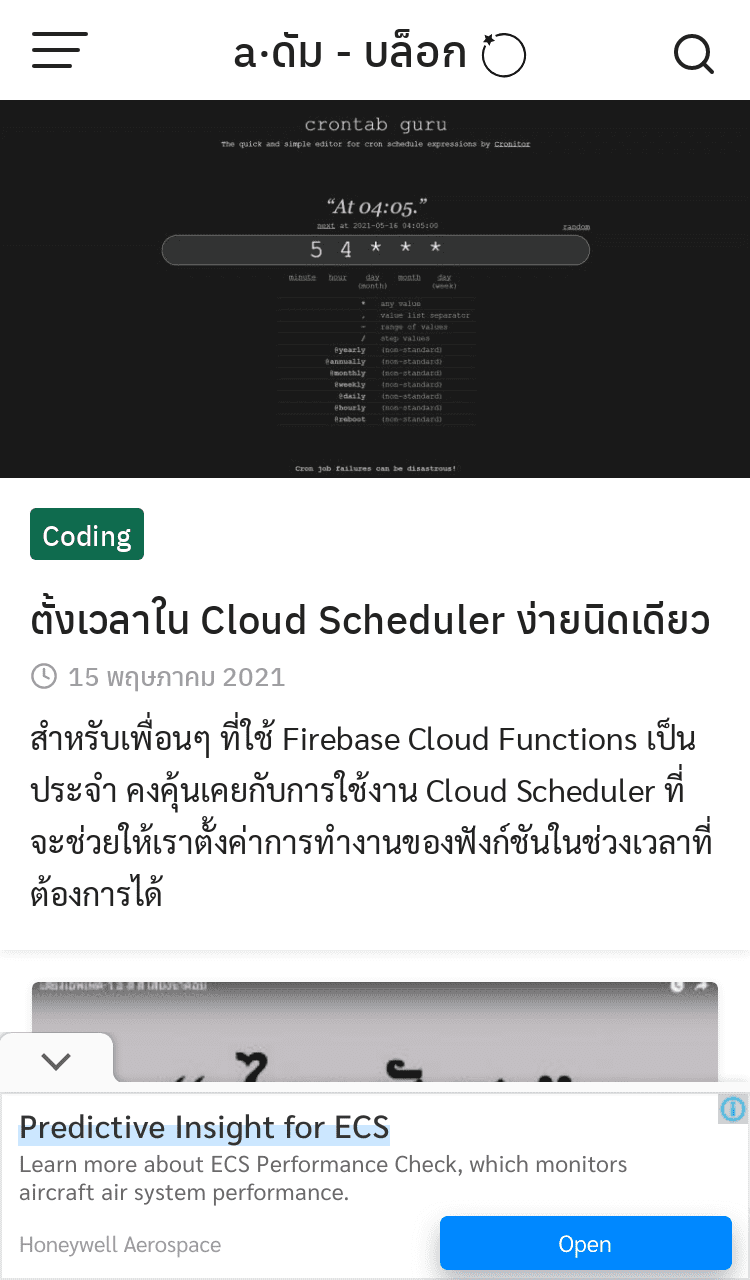 a·ดัม - บล็อก
crontab guru
The quick and simple editor for cron schedule expressions by Cronitor
“At 04:05.”
next at 2021-05-16 04:05:00
random
5 4 * * *
minute hour day (month) month day (week)
* any value
, value list separator
- range of values
/ step values
@yearly (non-standard)
@annually (non-standard)
@monthly (non-standard)
@weekly (non-standard)
@daily (non-standard)
@hourly (non-standard)
@reboot (non-standard)
Cron job failures can be disastrous!
Coding
ตั้งเวลาใน Cloud Scheduler ง่ายนิดเดียว
15 พฤษภาคม 2021
สำหรับเพื่อนๆ ที่ใช้ Firebase Cloud Functions เป็น
ประจำ คงคุ้นเคยกับการใช้งาน Cloud Scheduler ที่
จะช่วยให้เราตั้งค่าการทำงานของฟังก์ชันในช่วงเวลาที่
ต้องการได้
Predictive Insight for ECS
Learn more about ECS Performance Check, which monitors
aircraft air system performance.
Honeywell Aerospace
Open